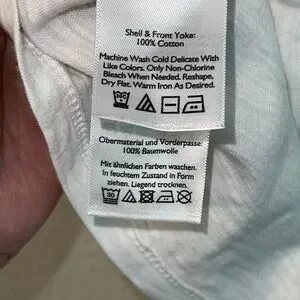 Shell & Front Yoke:
100% Cotton
Machine Wash Cold Delicate With
Like Colors. Only Non-Chlorine
Bleach When Needed. Reshape,
Dry Flat. Warm Iron As Desired.
Obermaterial und Vorderpasse:
100% Baumwolle
Mit ähnlichen Farben waschen.
In feuchtem Zustand in Form
ziehen. Liegend trocknen.
30